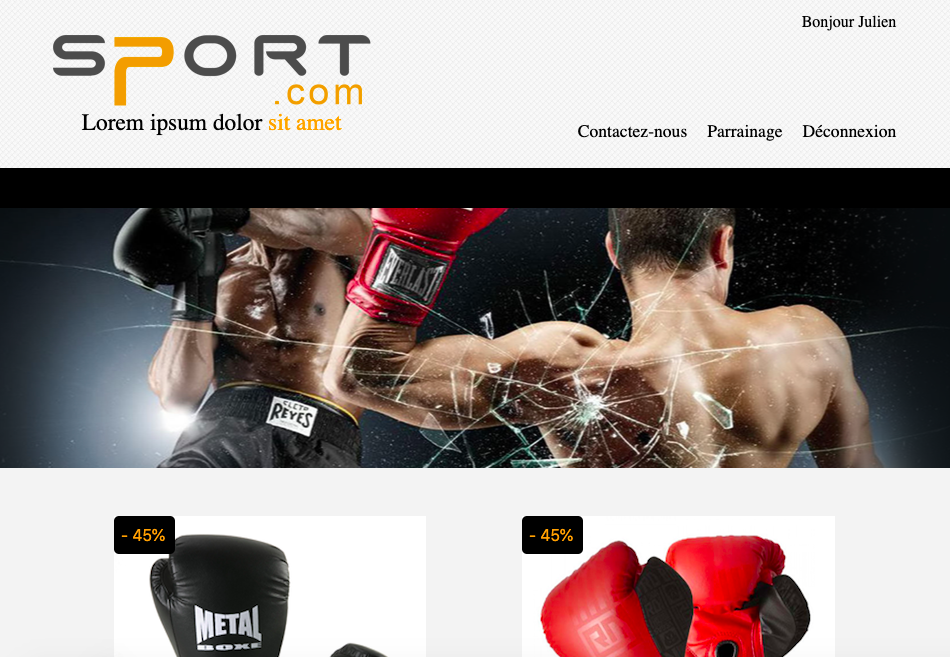 Bonjour Julien
SPORT
.com
Lorem ipsum dolor sit amet
Contactez-nous Parrainage Déconnexion
EVERLAST
CLETO
REYES
- 45%
- 45%
METAL
BOXE